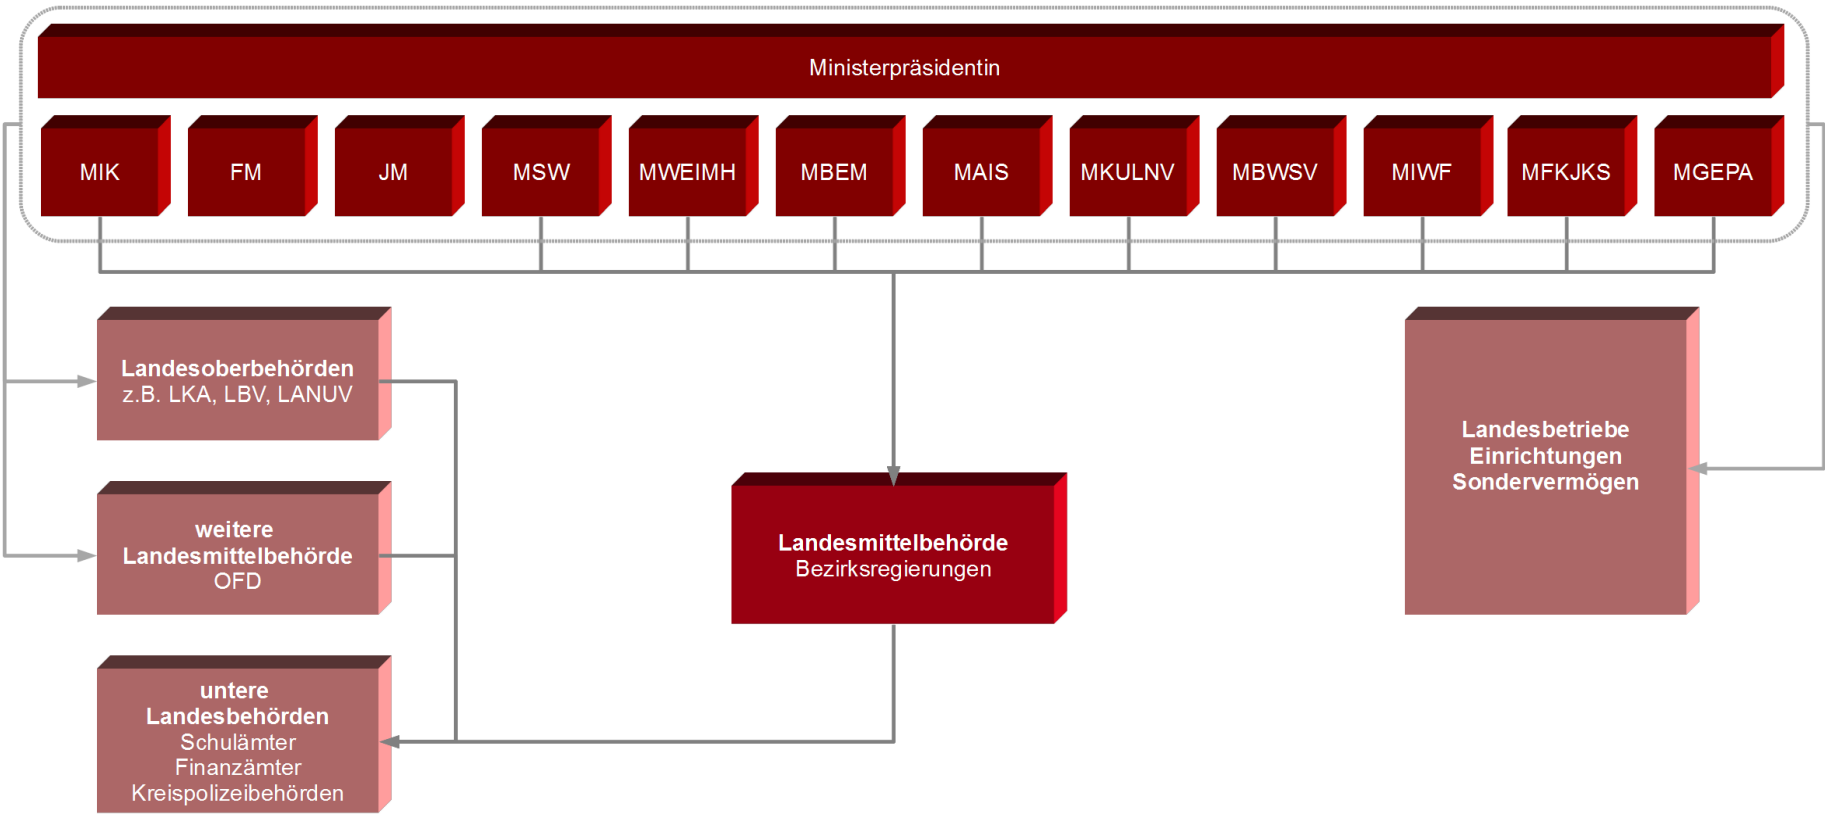 Ministerpräsidentin
MIK
FM
JM
MSW
MWEIMH
MBEM
MAIS
MKULNV
MBWSV
MIWF
MFKJKS
MGEPA
Landesoberbehörden
z.B. LKA, LBV, LANUV
weitere
Landesmittelbehörde
OFD
untere
Landesbehörden
Schulämter
Finanzämter
Kreispolizeibehörden
Landesmittelbehörde
Bezirksregierungen
Landesbetriebe
Einrichtungen
Sondervermögen